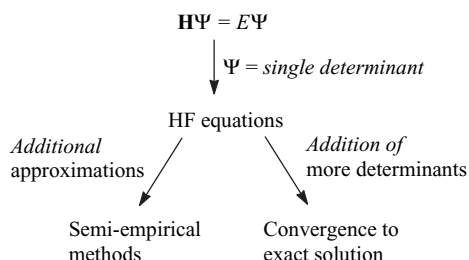 HΨ = EΨ
Ψ = single determinant
HF equations
Additional
approximations
Addition of
more determinants
Semi-empirical
methods
Convergence to
exact solution